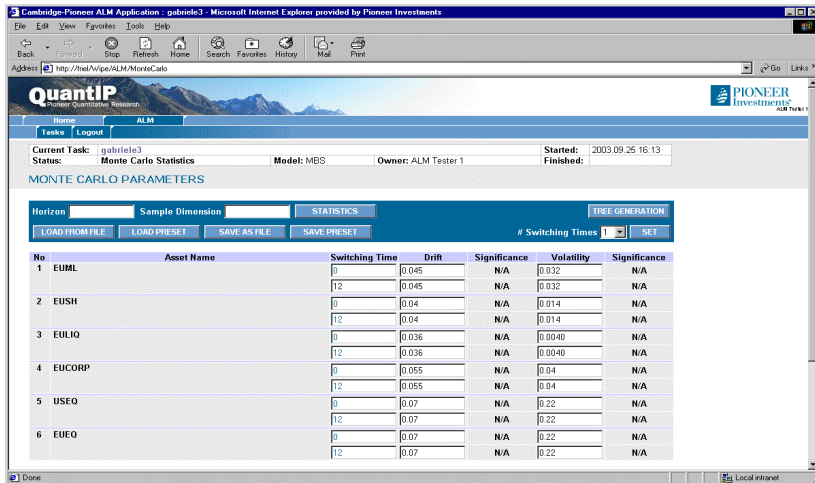 Cambridge-Pioneer ALM Application : gabriele3 - Microsoft Internet Explorer provided by Pioneer Investments
File Edit View Favorites Tools Help
Back Forward Stop Refresh Home Search Favorites History Mail Print
Address http://friel/Wipe/ALM/MonteCarlo Go Links
QuantIP
Pioneer Quantitative Research
PIONEER
Investments®
ALM Tester 1
Home ALM
Tasks Logout
Current Task: gabriele3 Started: 2003.09.25 16:13
Status: Monte Carlo Statistics Model: MBS Owner: ALM Tester 1 Finished:
MONTE CARLO PARAMETERS
Horizon Sample Dimension STATISTICS TREE GENERATION
LOAD FROM FILE LOAD PRESET SAVE AS FILE SAVE PRESET # Switching Times 1 SET
No Asset Name Switching Time Drift Significance Volatility Significance
1 EUML 0 0.045 N/A 0.032 N/A
12 0.045 N/A 0.032 N/A
2 EUSH 0 0.04 N/A 0.014 N/A
12 0.04 N/A 0.014 N/A
3 EULIQ 0 0.036 N/A 0.0040 N/A
12 0.036 N/A 0.0040 N/A
4 EUCORP 0 0.055 N/A 0.04 N/A
12 0.055 N/A 0.04 N/A
5 USEQ 0 0.07 N/A 0.22 N/A
12 0.07 N/A 0.22 N/A
6 EUEQ 0 0.07 N/A 0.22 N/A
12 0.07 N/A 0.22 N/A
Done Local intranet